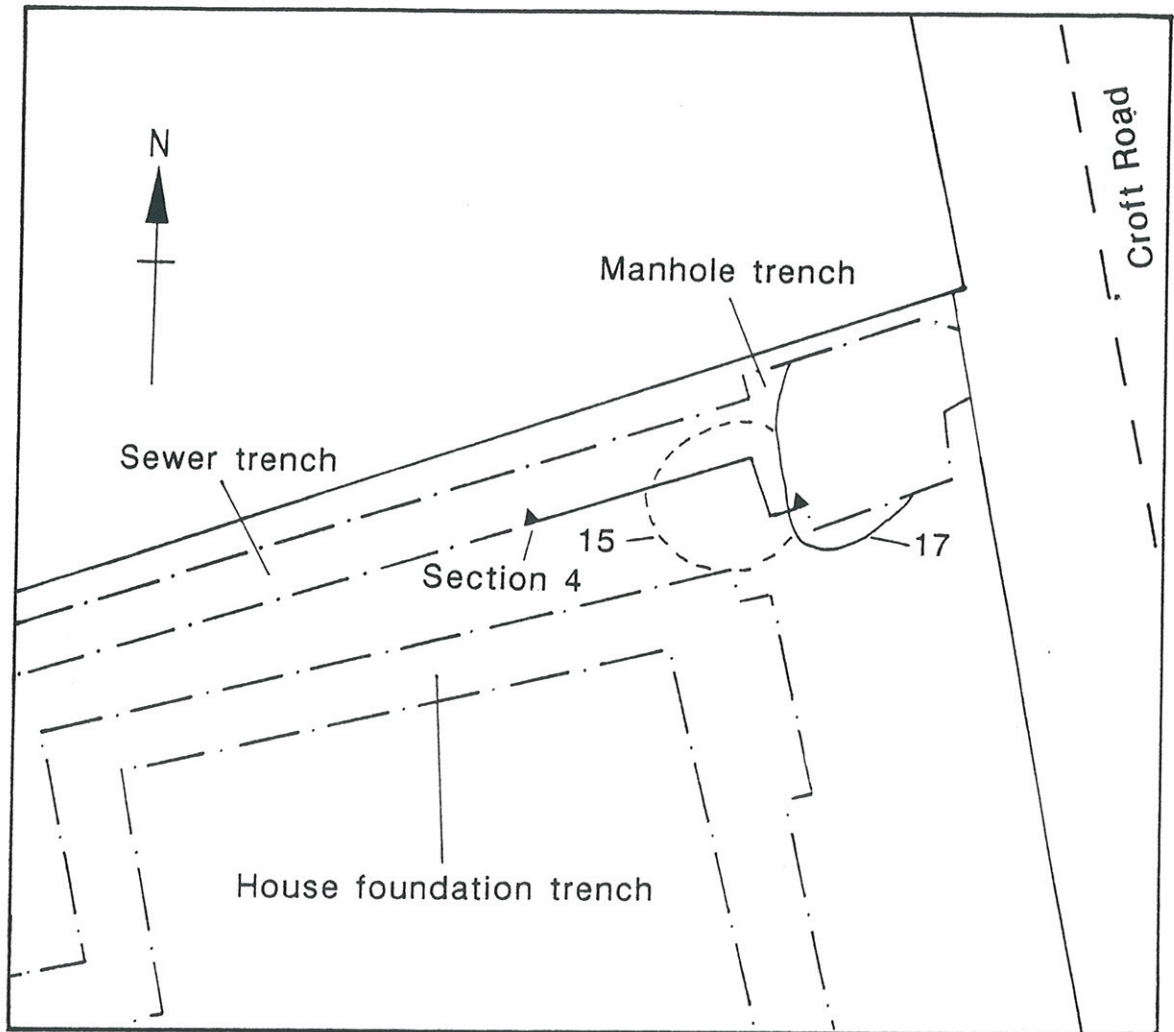 N
Croft Road
Manhole trench
Sewer trench
15
17
Section 4
House foundation trench